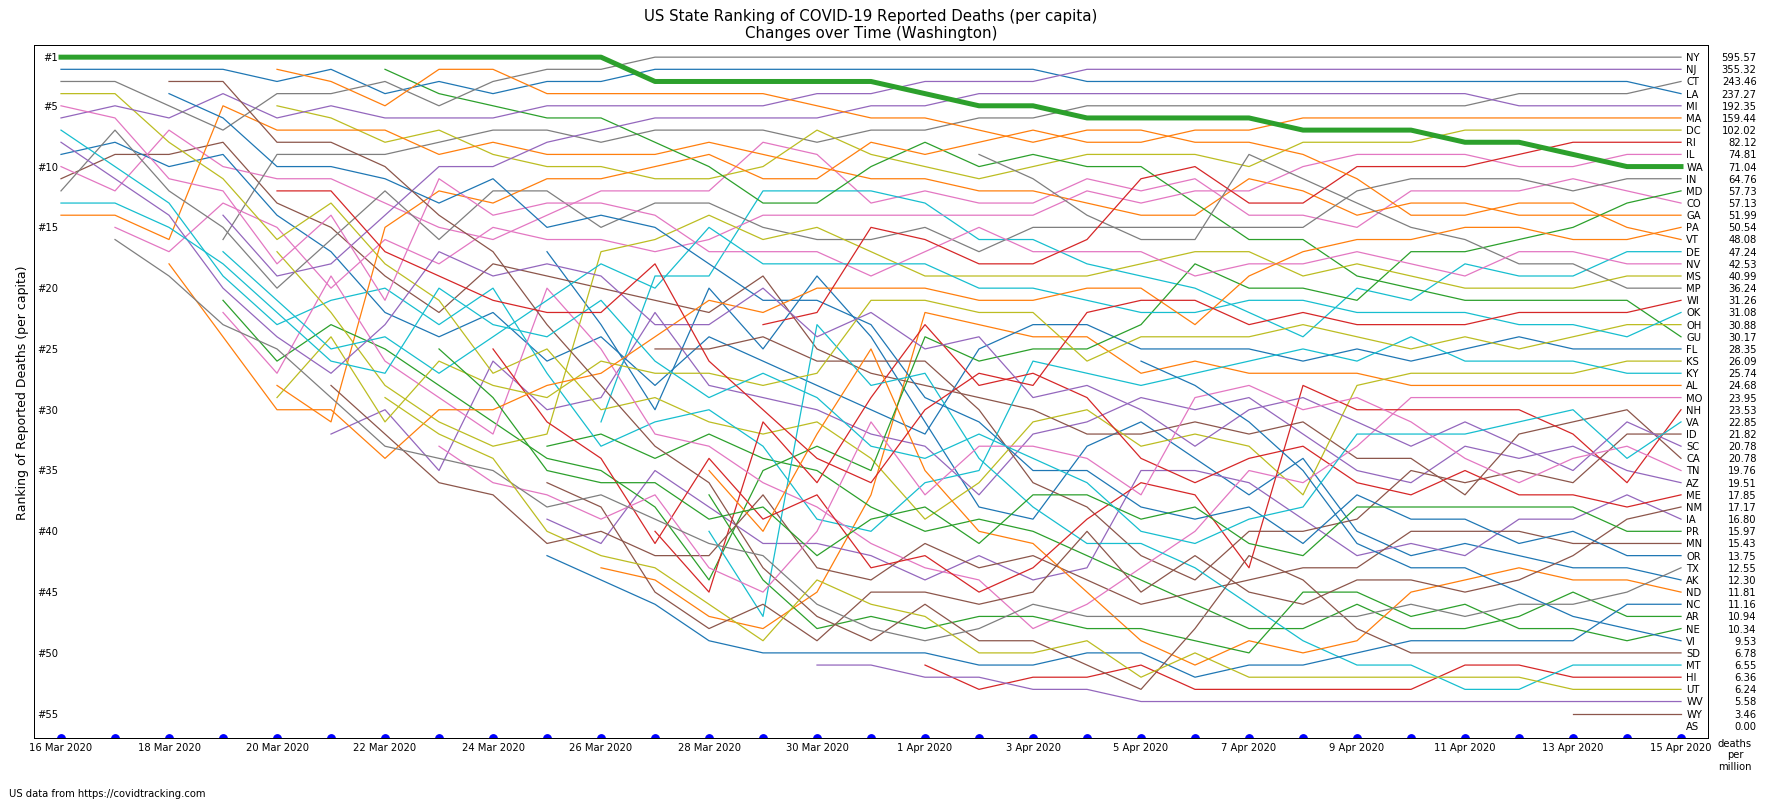 US State Ranking of COVID-19 Reported Deaths (per capita)
Changes over Time (Washington)
Ranking of Reported Deaths (per capita)
#1
#5
#10
#15
#20
#25
#30
#35
#40
#45
#50
#55
NY 595.57
NJ 355.32
CT 243.46
LA 237.27
MI 192.35
MA 159.44
DC 102.02
RI 82.12
IL 74.81
WA 71.04
IN 64.76
MD 57.73
CO 57.13
GA 51.99
PA 50.54
VT 48.08
DE 47.24
NV 42.53
MS 40.99
MP 36.24
WI 31.26
OK 31.08
OH 30.88
GU 30.17
FL 28.35
KS 26.09
KY 25.74
AL 24.68
MO 23.95
NH 23.53
VA 22.85
ID 21.82
SC 20.78
CA 20.78
TN 19.76
AZ 19.51
ME 17.85
NM 17.17
IA 16.80
PR 15.97
MN 15.43
OR 13.75
TX 12.55
AK 12.30
ND 11.81
NC 11.16
AR 10.94
NE 10.34
VI 9.53
SD 6.78
MT 6.55
HI 6.36
UT 6.24
WV 5.58
WY 3.46
AS 0.00
16 Mar 2020 18 Mar 2020 20 Mar 2020 22 Mar 2020 24 Mar 2020 26 Mar 2020 28 Mar 2020 30 Mar 2020 1 Apr 2020 3 Apr 2020 5 Apr 2020 7 Apr 2020 9 Apr 2020 11 Apr 2020 13 Apr 2020 15 Apr 2020
deaths
per
million
US data from https://covidtracking.com